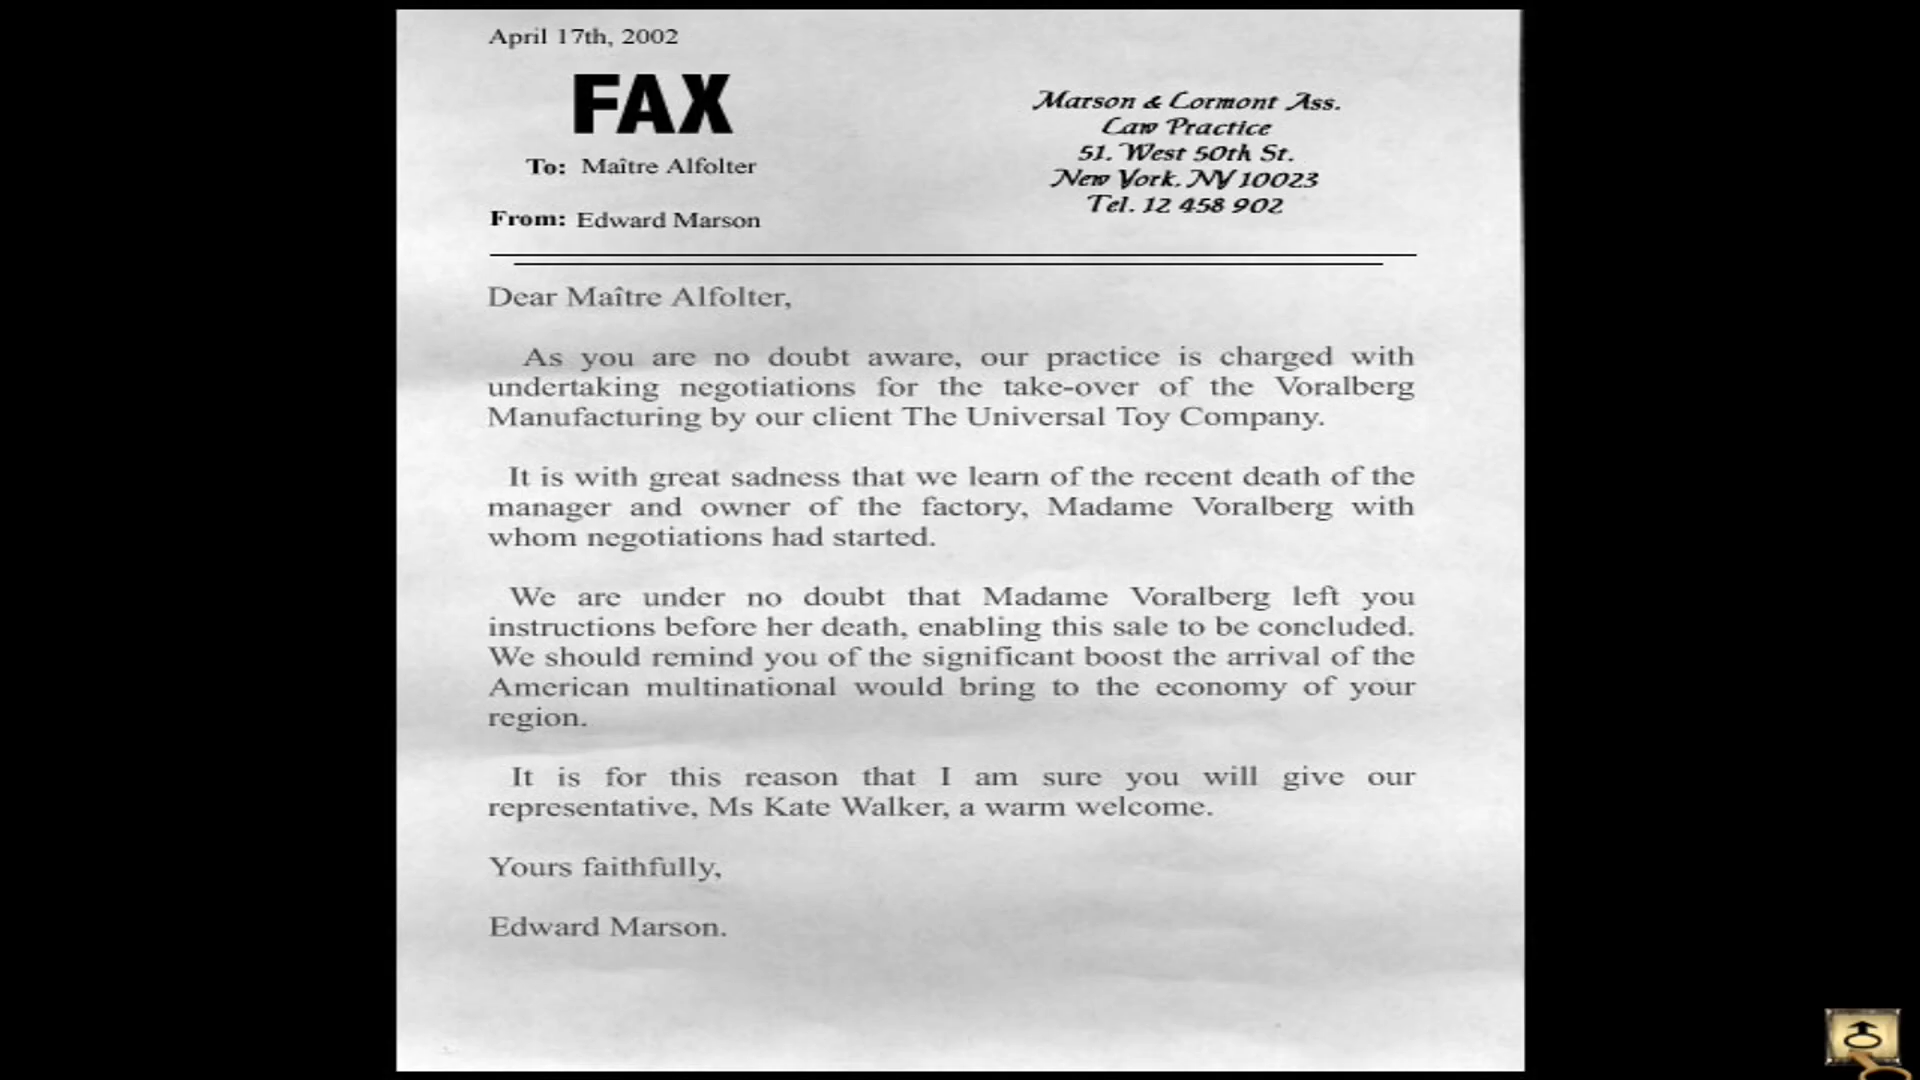 April 17th, 2002
FAX
To: Maître Alfolter
From: Edward Marson
Marson & Lormont Ass.
Law Practice
51. West 50th St.
New York. NY 10023
Tel. 12 458 902
Dear Maître Alfolter,
As you are no doubt aware, our practice is charged with
undertaking negotiations for the take-over of the Voralberg
Manufacturing by our client The Universal Toy Company.
It is with great sadness that we learn of the recent death of the
manager and owner of the factory, Madame Voralberg with
whom negotiations had started.
We are under no doubt that Madame Voralberg left you
instructions before her death, enabling this sale to be concluded.
We should remind you of the significant boost the arrival of the
American multinational would bring to the economy of your
region.
It is for this reason that I am sure you will give our
representative, Ms Kate Walker, a warm welcome.
Yours faithfully,
Edward Marson.